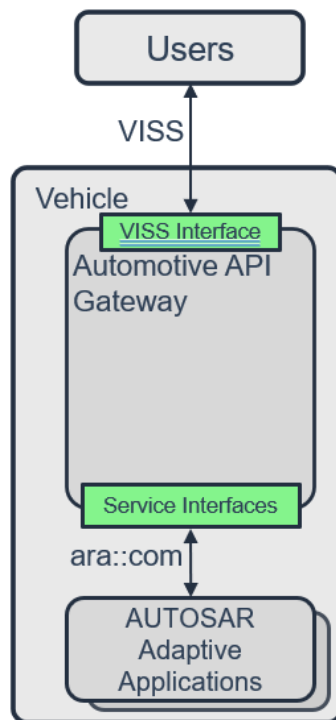 Users
VISS
Vehicle
VISS Interface
Automotive API
Gateway
Service Interfaces
ara::com
AUTOSAR
Adaptive
Applications